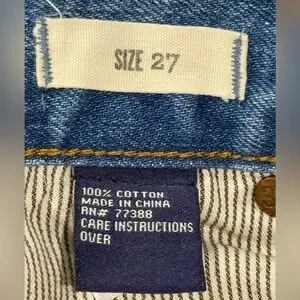 SIZE 27
100% COTTON
MADE IN CHINA
RN# 77388
CARE INSTRUCTIONS
OVER